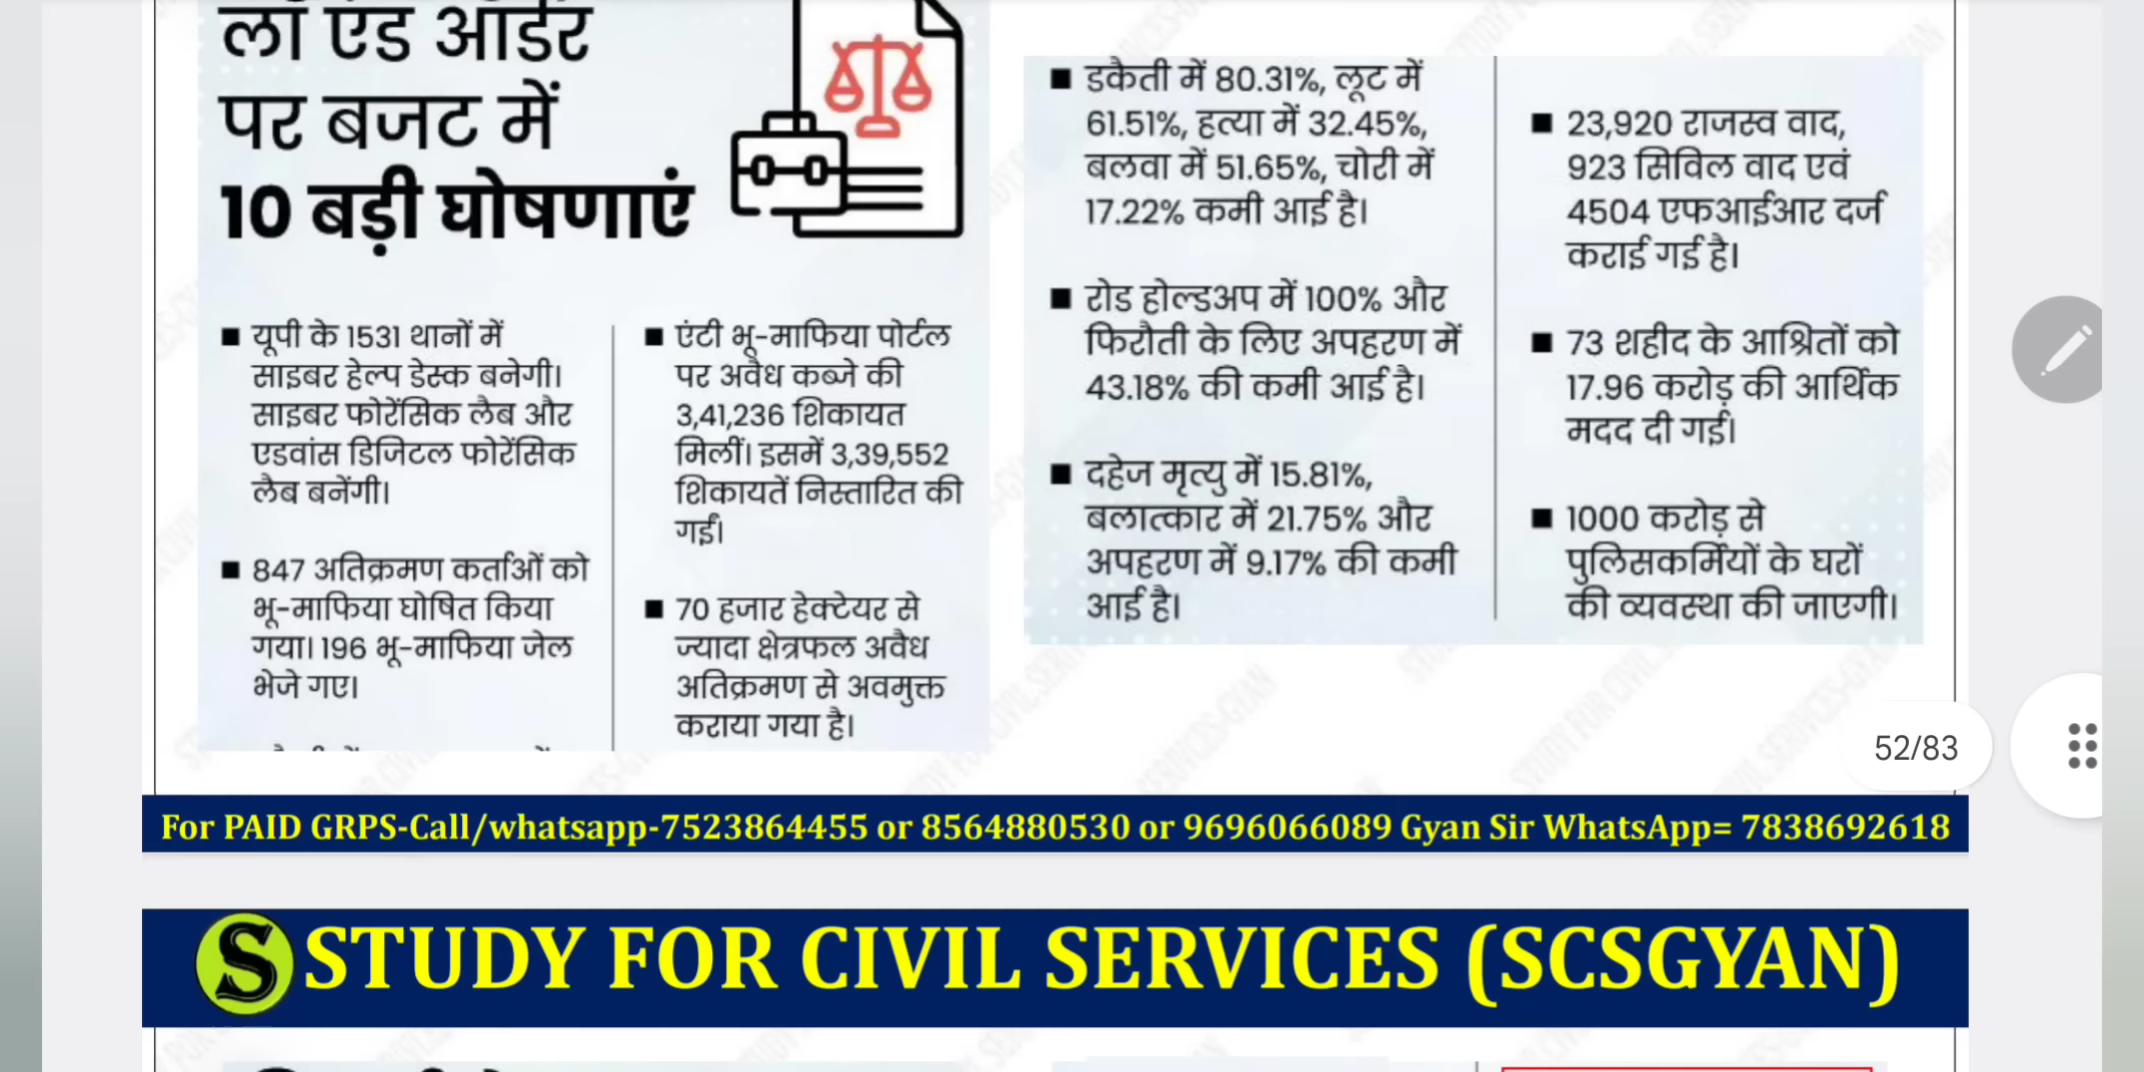 लॉ एंड ऑर्डर
पर बजट में
10 बड़ी घोषणाएं
■ यूपी के 1531 थानों में
साइबर हेल्प डेस्क बनेगी।
साइबर फोरेंसिक लैब और
एडवांस डिजिटल फोरेंसिक
लैब बनेंगी।
■ 847 अतिक्रमण कर्ताओं को
भू-माफिया घोषित किया
गया। 196 भू-माफिया जेल
भेजे गए।
■ एंटी भू-माफिया पोर्टल
पर अवैध कब्जे की
3,41,236 शिकायत
मिलीं। इसमें 3,39,552
शिकायतें निस्तारित की
गईं।
■ 70 हजार हेक्टेयर से
ज्यादा क्षेत्रफल अवैध
अतिक्रमण से अवमुक्त
कराया गया है।
■ डकैती में 80.31%, लूट में
61.51%, हत्या में 32.45%,
बलवा में 51.65%, चोरी में
17.22% कमी आई है।
■ रोड होल्डअप में 100% और
फिरौती के लिए अपहरण में
43.18% की कमी आई है।
■ दहेज मृत्यु में 15.81%,
बलात्कार में 21.75% और
अपहरण में 9.17% की कमी
आई है।
■ 23,920 राजस्व वाद,
923 सिविल वाद एवं
4504 एफआईआर दर्ज
कराई गई है।
■ 73 शहीद के आश्रितों को
17.96 करोड़ की आर्थिक
मदद दी गई।
■ 1000 करोड़ से
पुलिसकर्मियों के घरों
की व्यवस्था की जाएगी।
52/83
For PAID GRPS-Call/whatsapp-7523864455 or 8564880530 or 9696066089 Gyan Sir WhatsApp= 7838692618
S STUDY FOR CIVIL SERVICES (SCSGYAN)